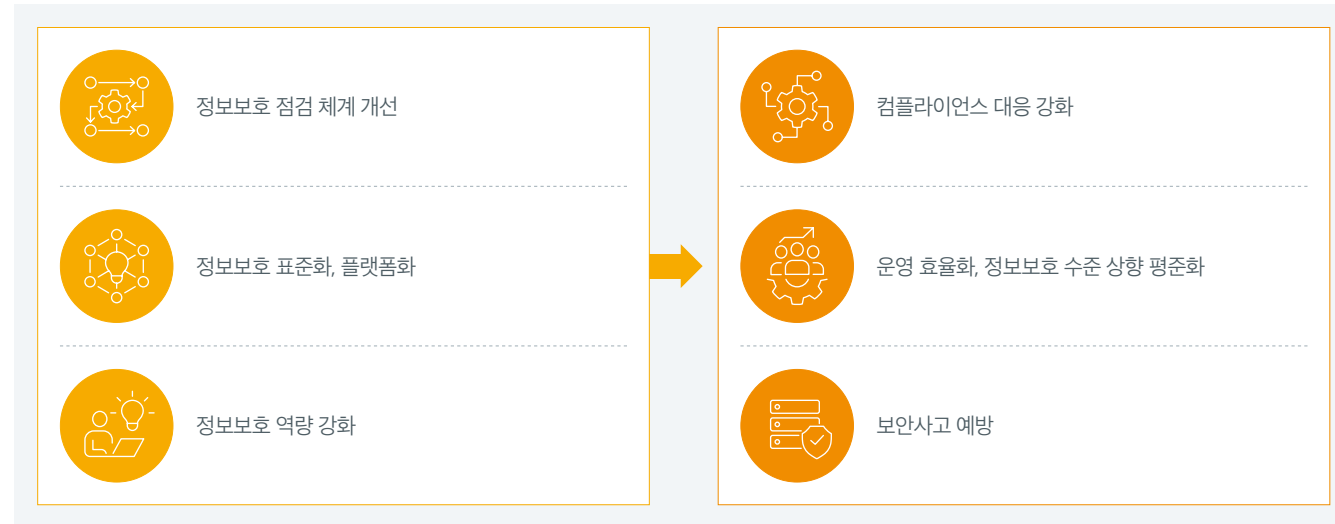 정보보호 점검 체계 개선
정보보호 표준화, 플랫폼화
정보보호 역량 강화
컴플라이언스 대응 강화
운영 효율화, 정보보호 수준 상향 평준화
보안사고 예방